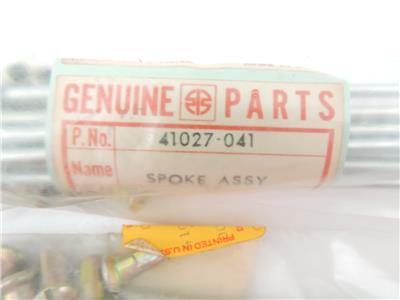 GENUINE PARTS
P. No. 41027-041
Name SPOKE ASSY
PRINTED IN U.S.